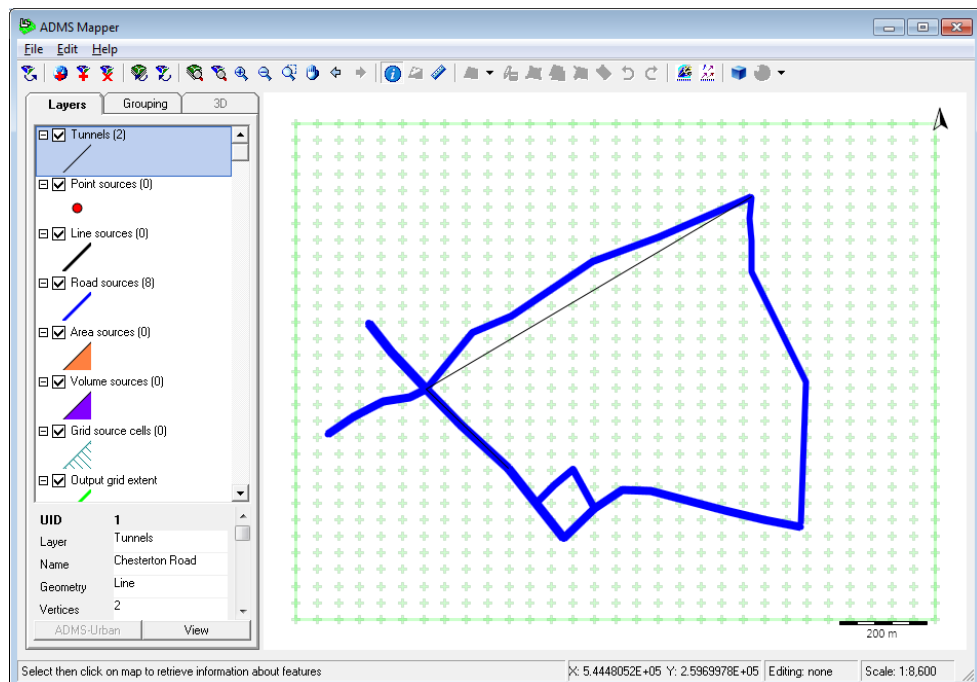 ADMS Mapper
File Edit Help
Layers Grouping 3D
Tunnels (2)
Point sources (0)
Line sources (0)
Road sources (8)
Area sources (0)
Volume sources (0)
Grid source cells (0)
Output grid extent
UID 1
Layer Tunnels
Name Chesterton Road
Geometry Line
Vertices 2
ADMS-Urban View
200 m
Select then click on map to retrieve information about features X: 5.4448052E+05 Y: 2.5969978E+05 Editing: none Scale: 1:8,600